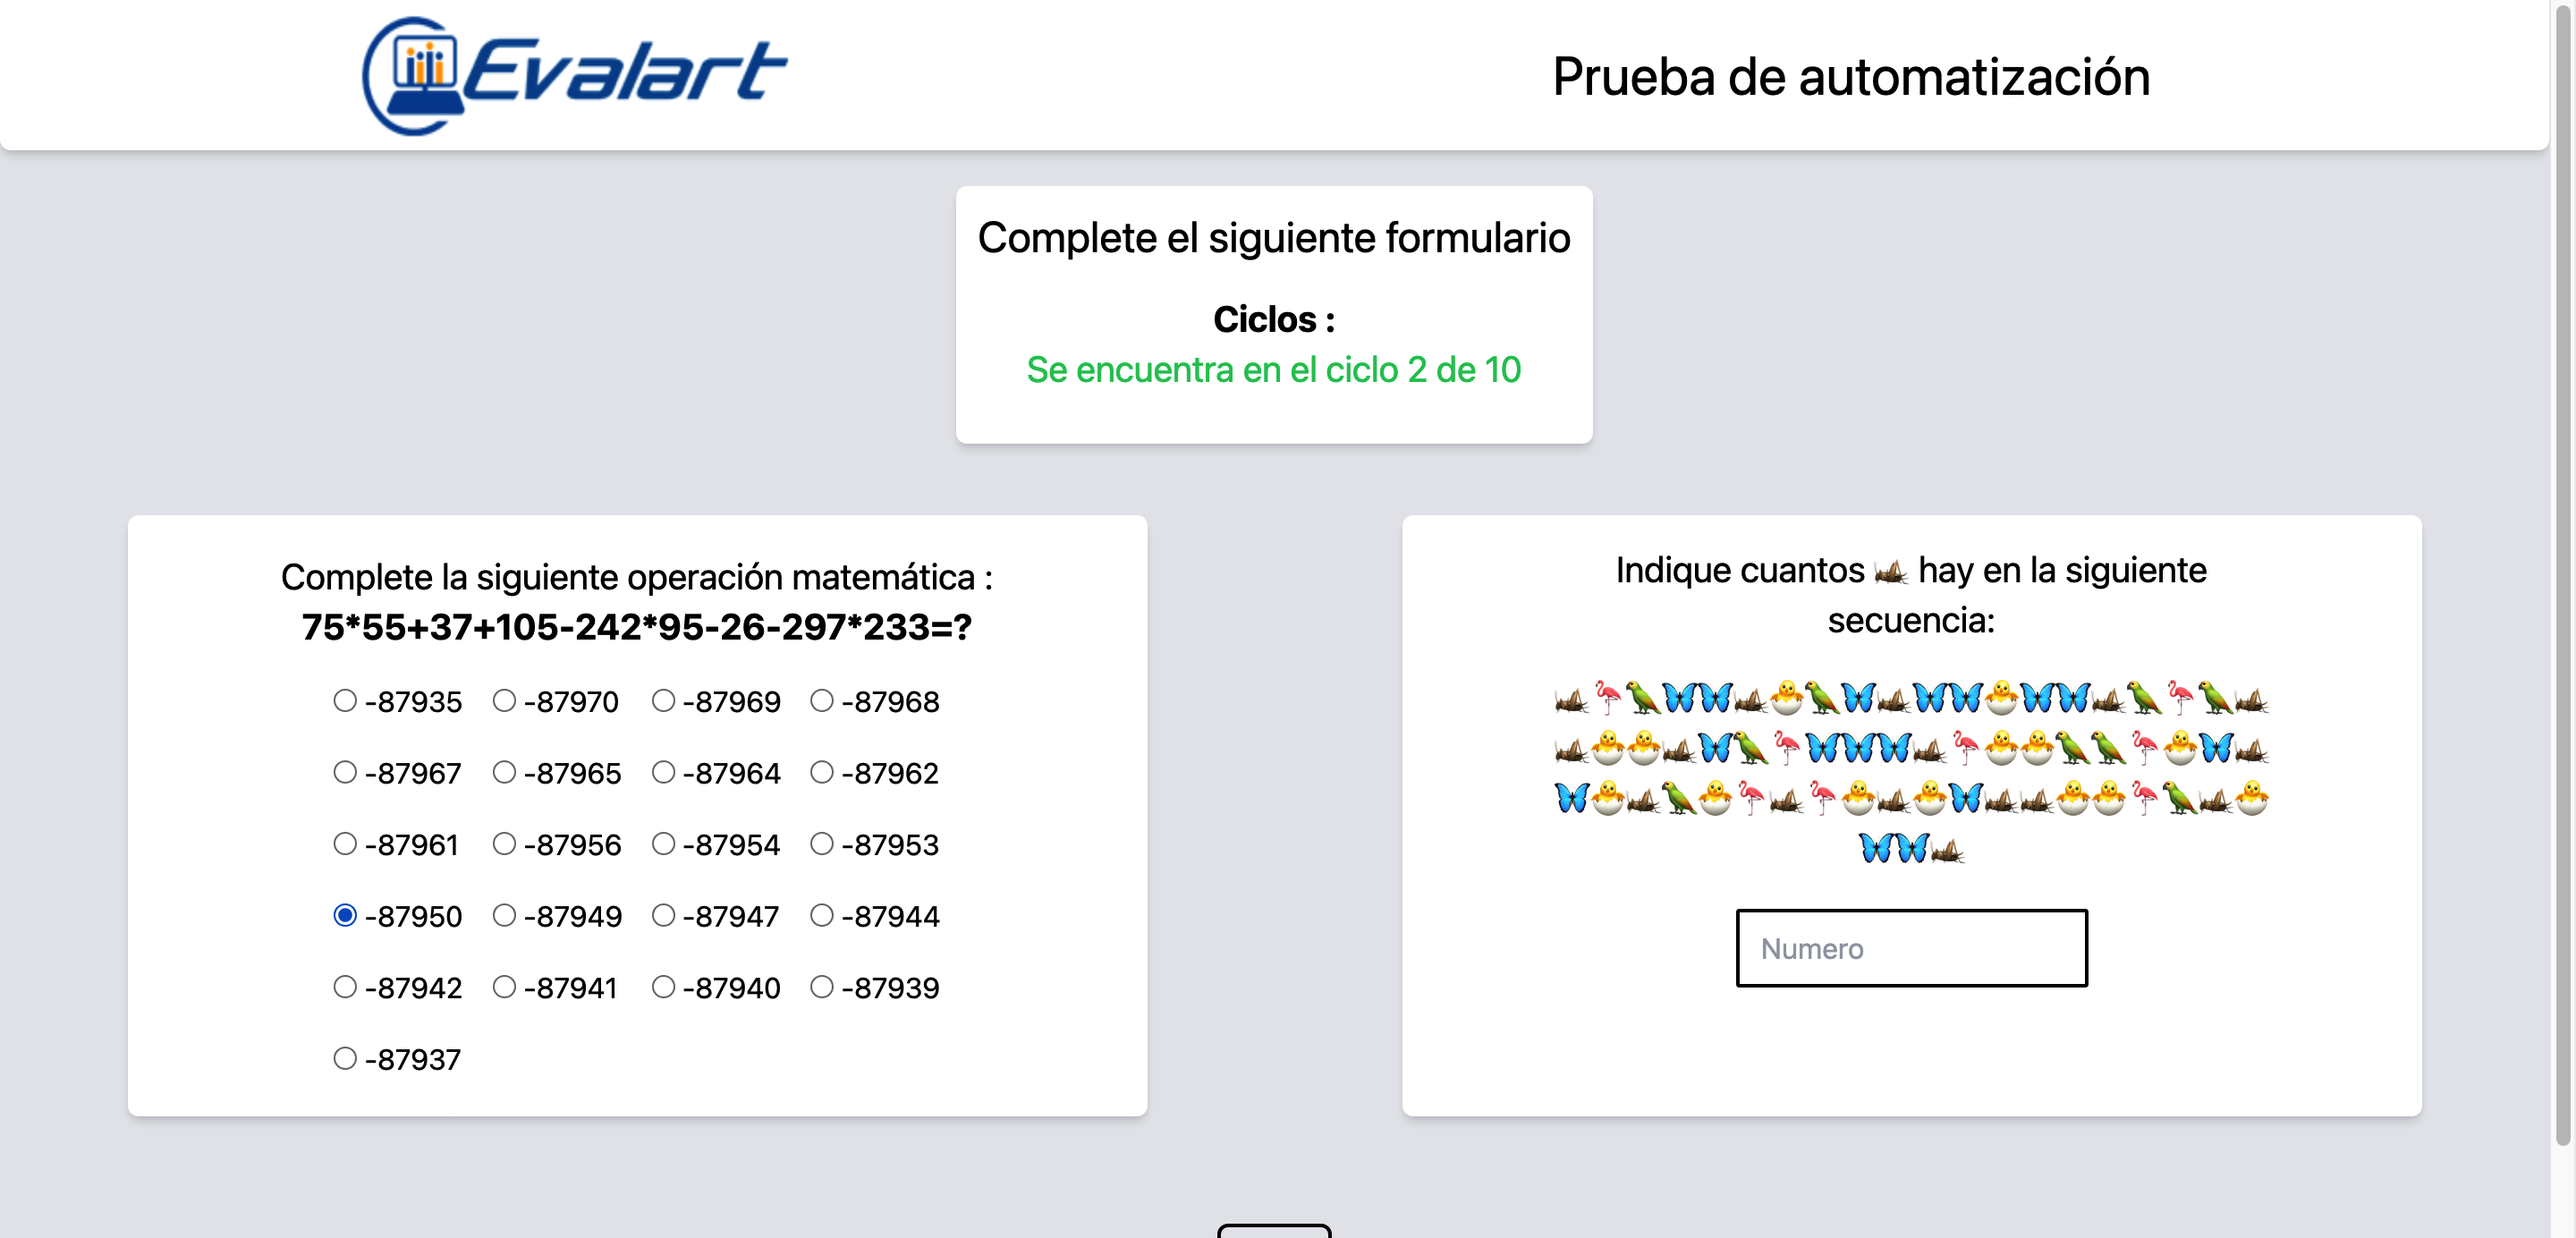 Evalart
Prueba de automatización
Complete el siguiente formulario
Ciclos :
Se encuentra en el ciclo 2 de 10
Complete la siguiente operación matemática :
75*55+37+105-242*95-26-297*233=?
-87935 -87970 -87969 -87968
-87967 -87965 -87964 -87962
-87961 -87956 -87954 -87953
-87950 -87949 -87947 -87944
-87942 -87941 -87940 -87939
-87937
Indique cuantos 🦗 hay en la siguiente
secuencia:
🦗🦩🦜🦋🦋🦗🐣🦜🦋🦗🦋🦋🐣🦋🦋🦗🦜🦩🦜🦗
🦗🐣🐣🦗🦋🦜🦩🦋🦋🦋🦗🦩🐣🐣🦜🦜🦩🐣🦋🦗
🦋🐣🦗🦜🐣🦩🦗🦩🐣🦗🐣🦋🦗🦗🐣🐣🦩🦜🦗🐣
🦋🦋🦗
Numero